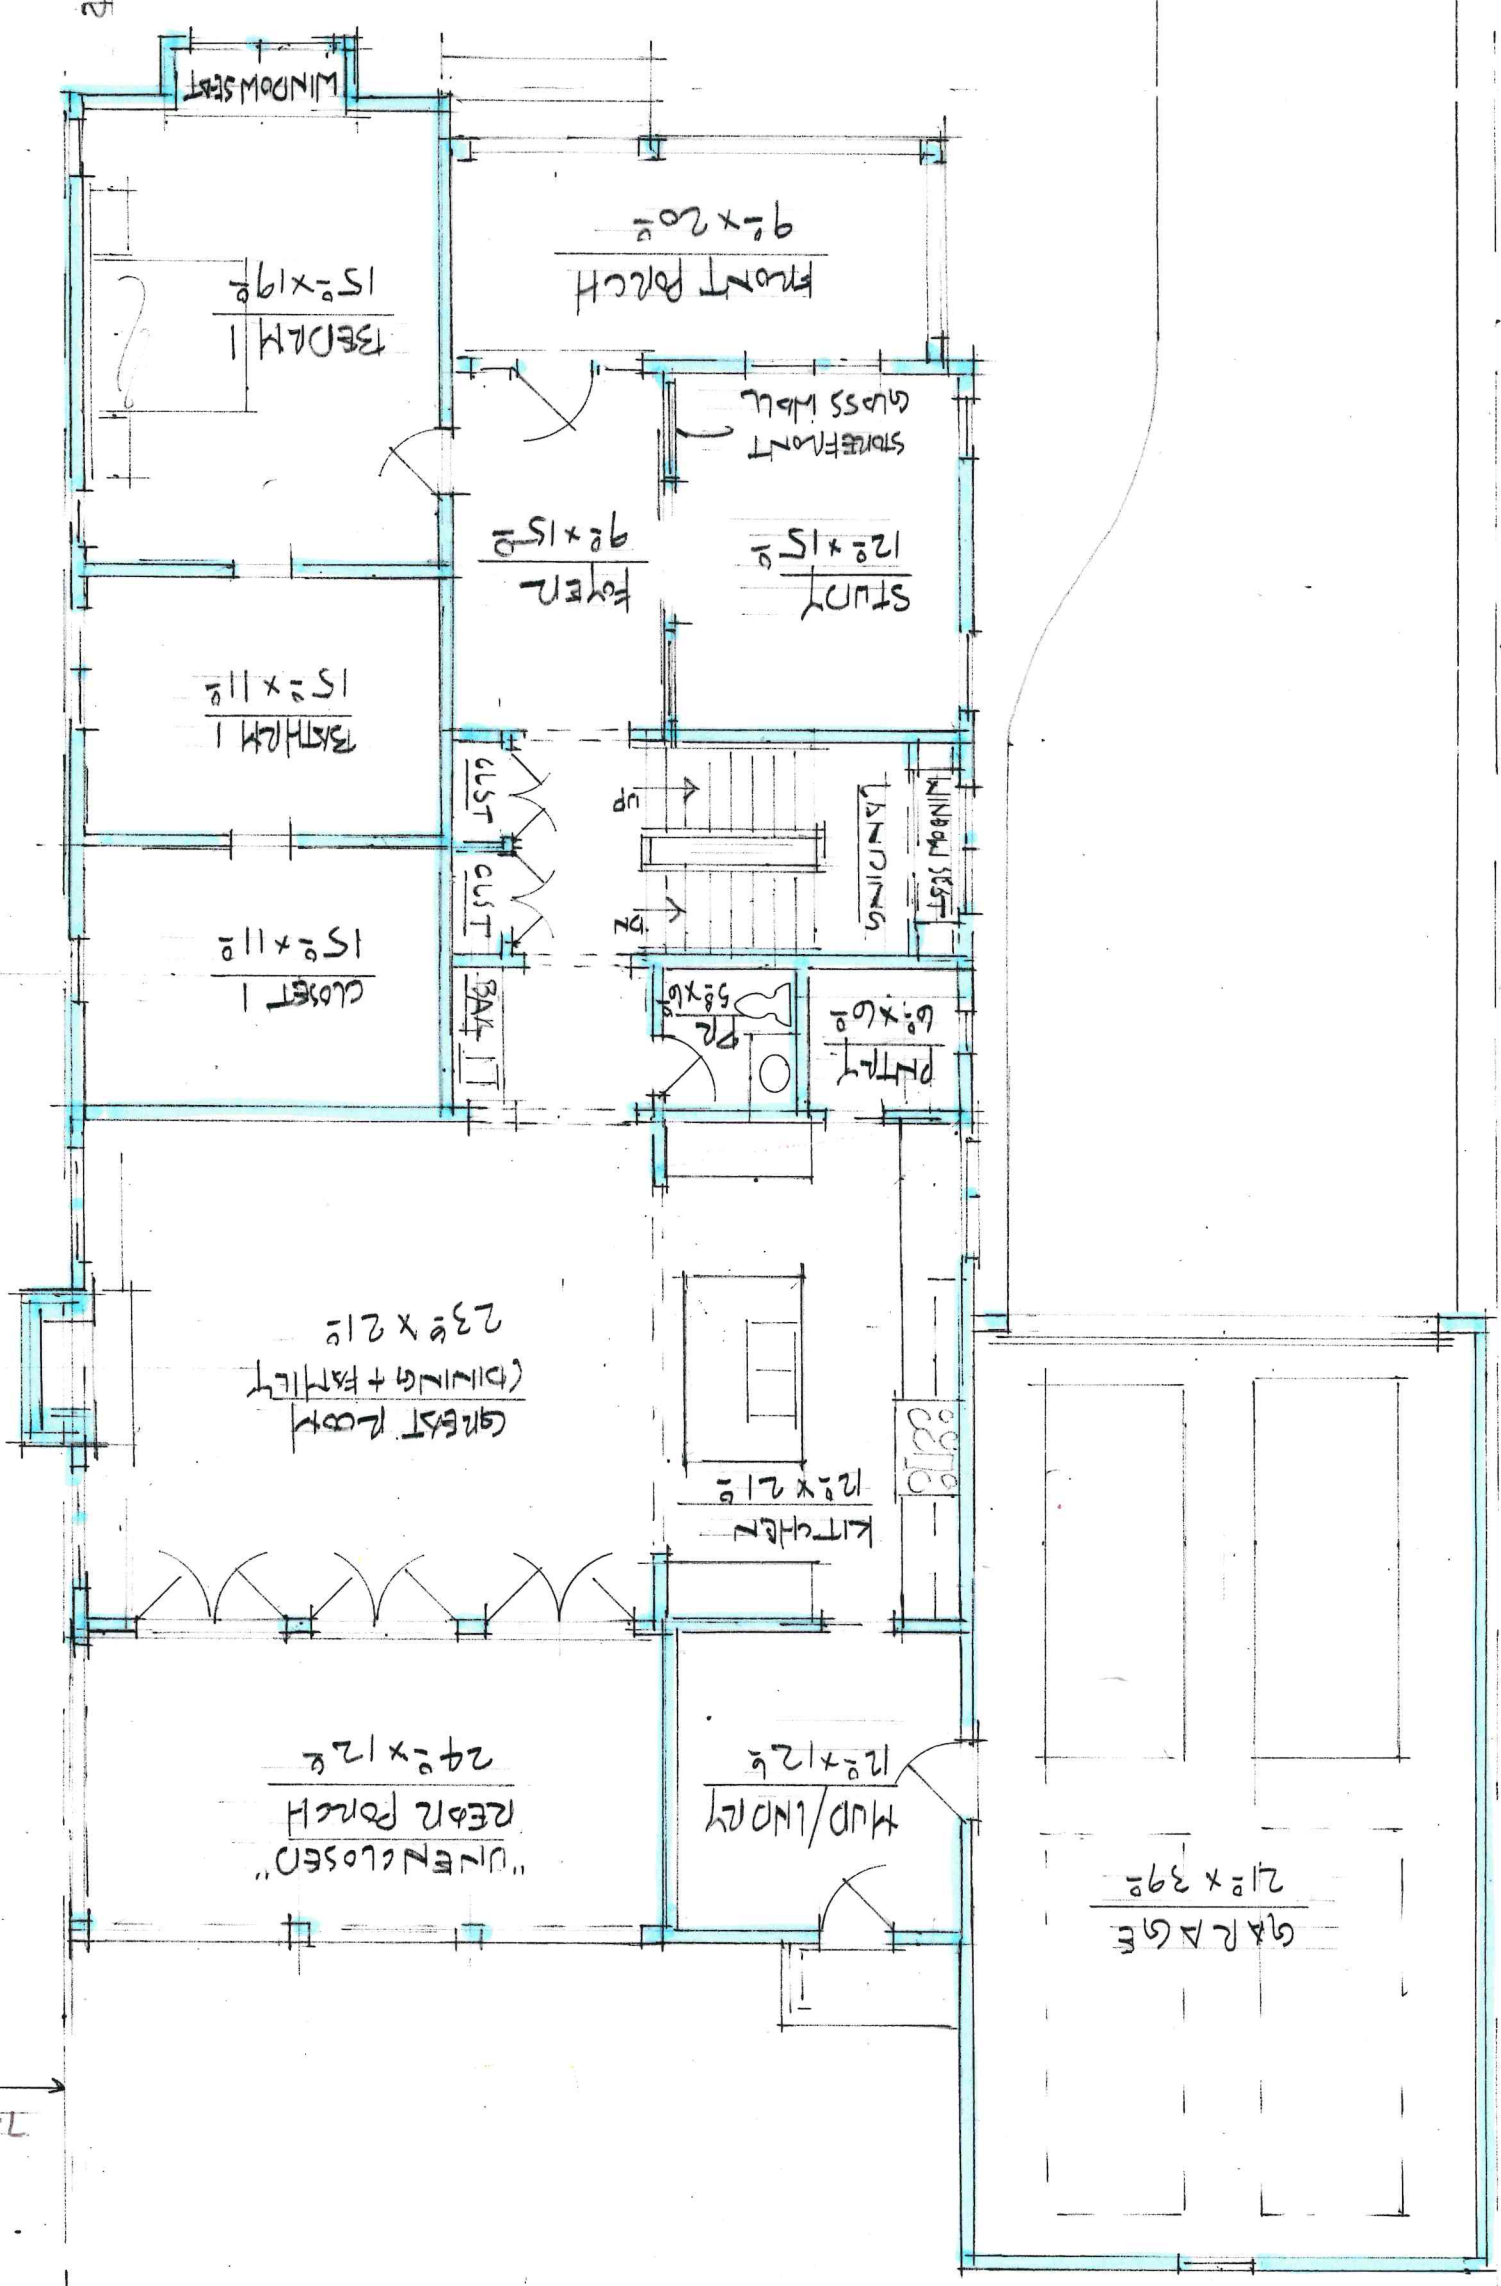 GARAGE
21⁰ x 39⁰
"UNENCLOSED"
REAR PORCH
24⁰ x 12⁶
MUD/LNDRY
12⁰ x 12⁶
KITCHEN
12⁰ x 21⁰
GREAT ROOM
(DINING + FAMILY
23⁶ x 21⁰
PNTRY
6⁰ x 6⁰
PR
5⁸ x 6⁰
BAR
CLOSET 1
15⁰ x 11⁰
WINDOW SEAT
LANDING
DN
UP
CLST
CLST
BATHRM 1
15⁰ x 11⁰
STUDY
12⁰ x 15⁰
FOYER
9⁰ x 15⁰
STOREFRONT
GLASS WALL
BEDRM 1
15⁰ x 19⁰
FRONT PORCH
9⁰ x 20⁰
WINDOW SEAT